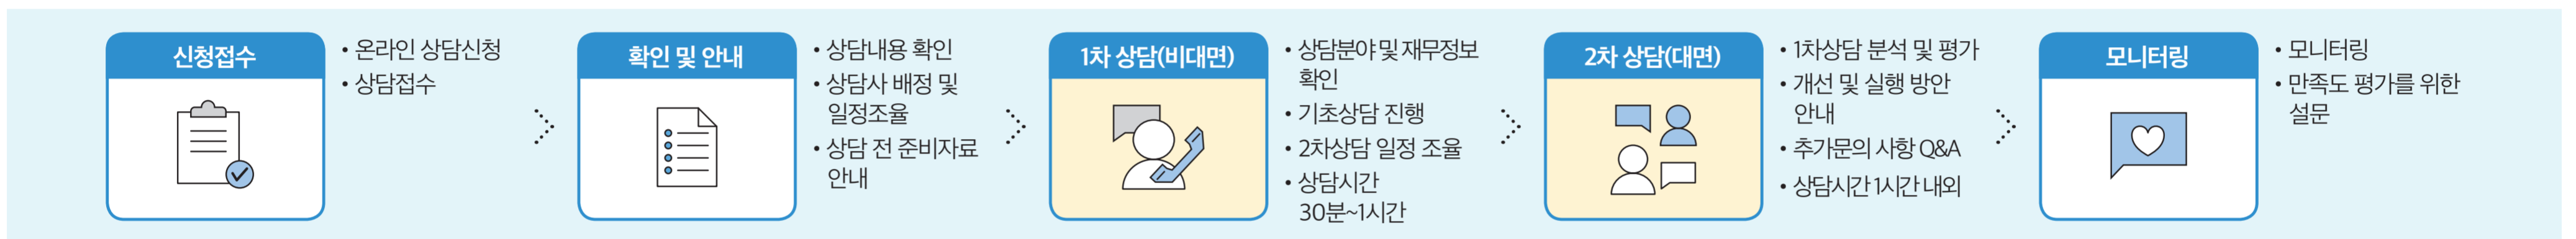 신청접수
• 온라인 상담신청
• 상담접수
확인 및 안내
• 상담내용 확인
• 상담사 배정 및
일정조율
• 상담 전 준비자료
안내
1차 상담(비대면)
• 상담분야 및 재무정보
확인
• 기초상담 진행
• 2차상담 일정 조율
• 상담시간
30분~1시간
2차 상담(대면)
• 1차상담 분석 및 평가
• 개선 및 실행 방안
안내
• 추가문의 사항 Q&A
• 상담시간 1시간 내외
모니터링
• 모니터링
• 만족도 평가를 위한
설문